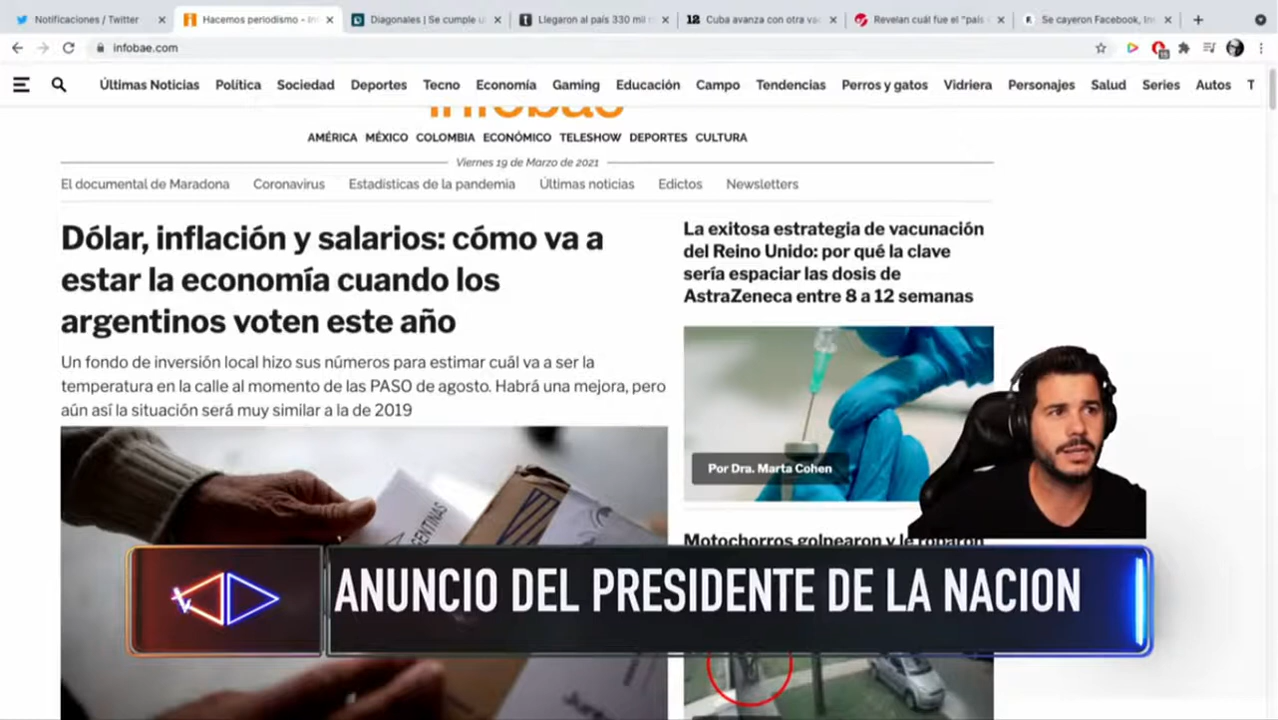 Notificaciones / Twitter
Hacemos periodismo - In
Diagonales | Se cumple u
Llegaron al país 330 mil
Cuba avanza con otra va
Revelan cuál fue el "país
Se cayeron Facebook, In
infobae.com
Últimas Noticias Política Sociedad Deportes Tecno Economía Gaming Educación Campo Tendencias Perros y gatos Vidriera Personajes Salud Series Autos T
infobae
AMÉRICA MÉXICO COLOMBIA ECONÓMICO TELESHOW DEPORTES CULTURA
Viernes 19 de Marzo de 2021
El documental de Maradona Coronavirus Estadísticas de la pandemia Últimas noticias Edictos Newsletters
Dólar, inflación y salarios: cómo va a
estar la economía cuando los
argentinos voten este año
Un fondo de inversión local hizo sus números para estimar cuál va a ser la
temperatura en la calle al momento de las PASO de agosto. Habrá una mejora, pero
aún así la situación será muy similar a la de 2019
La exitosa estrategia de vacunación
del Reino Unido: por qué la clave
sería espaciar las dosis de
AstraZeneca entre 8 a 12 semanas
Por Dra. Marta Cohen
Motochorros golpearon y le robaron
ANUNCIO DEL PRESIDENTE DE LA NACION